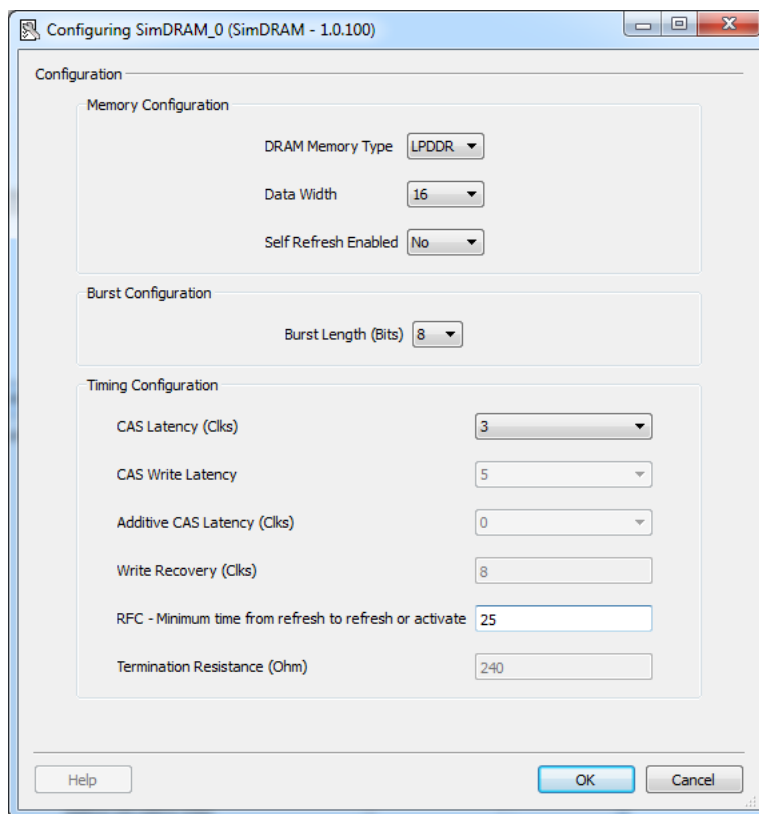 Configuring SimDRAM_0 (SimDRAM - 1.0.100)
Configuration
Memory Configuration
DRAM Memory Type LPDDR
Data Width 16
Self Refresh Enabled No
Burst Configuration
Burst Length (Bits) 8
Timing Configuration
CAS Latency (Clks) 3
CAS Write Latency 5
Additive CAS Latency (Clks) 0
Write Recovery (Clks) 8
RFC - Minimum time from refresh to refresh or activate 25
Termination Resistance (Ohm) 240
Help OK Cancel